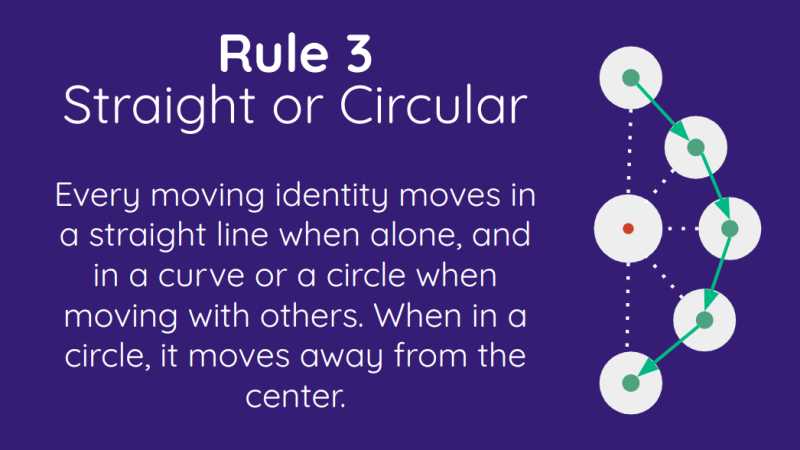 Rule 3
Straight or Circular
Every moving identity moves in
a straight line when alone, and
in a curve or a circle when
moving with others. When in a
circle, it moves away from the
center.